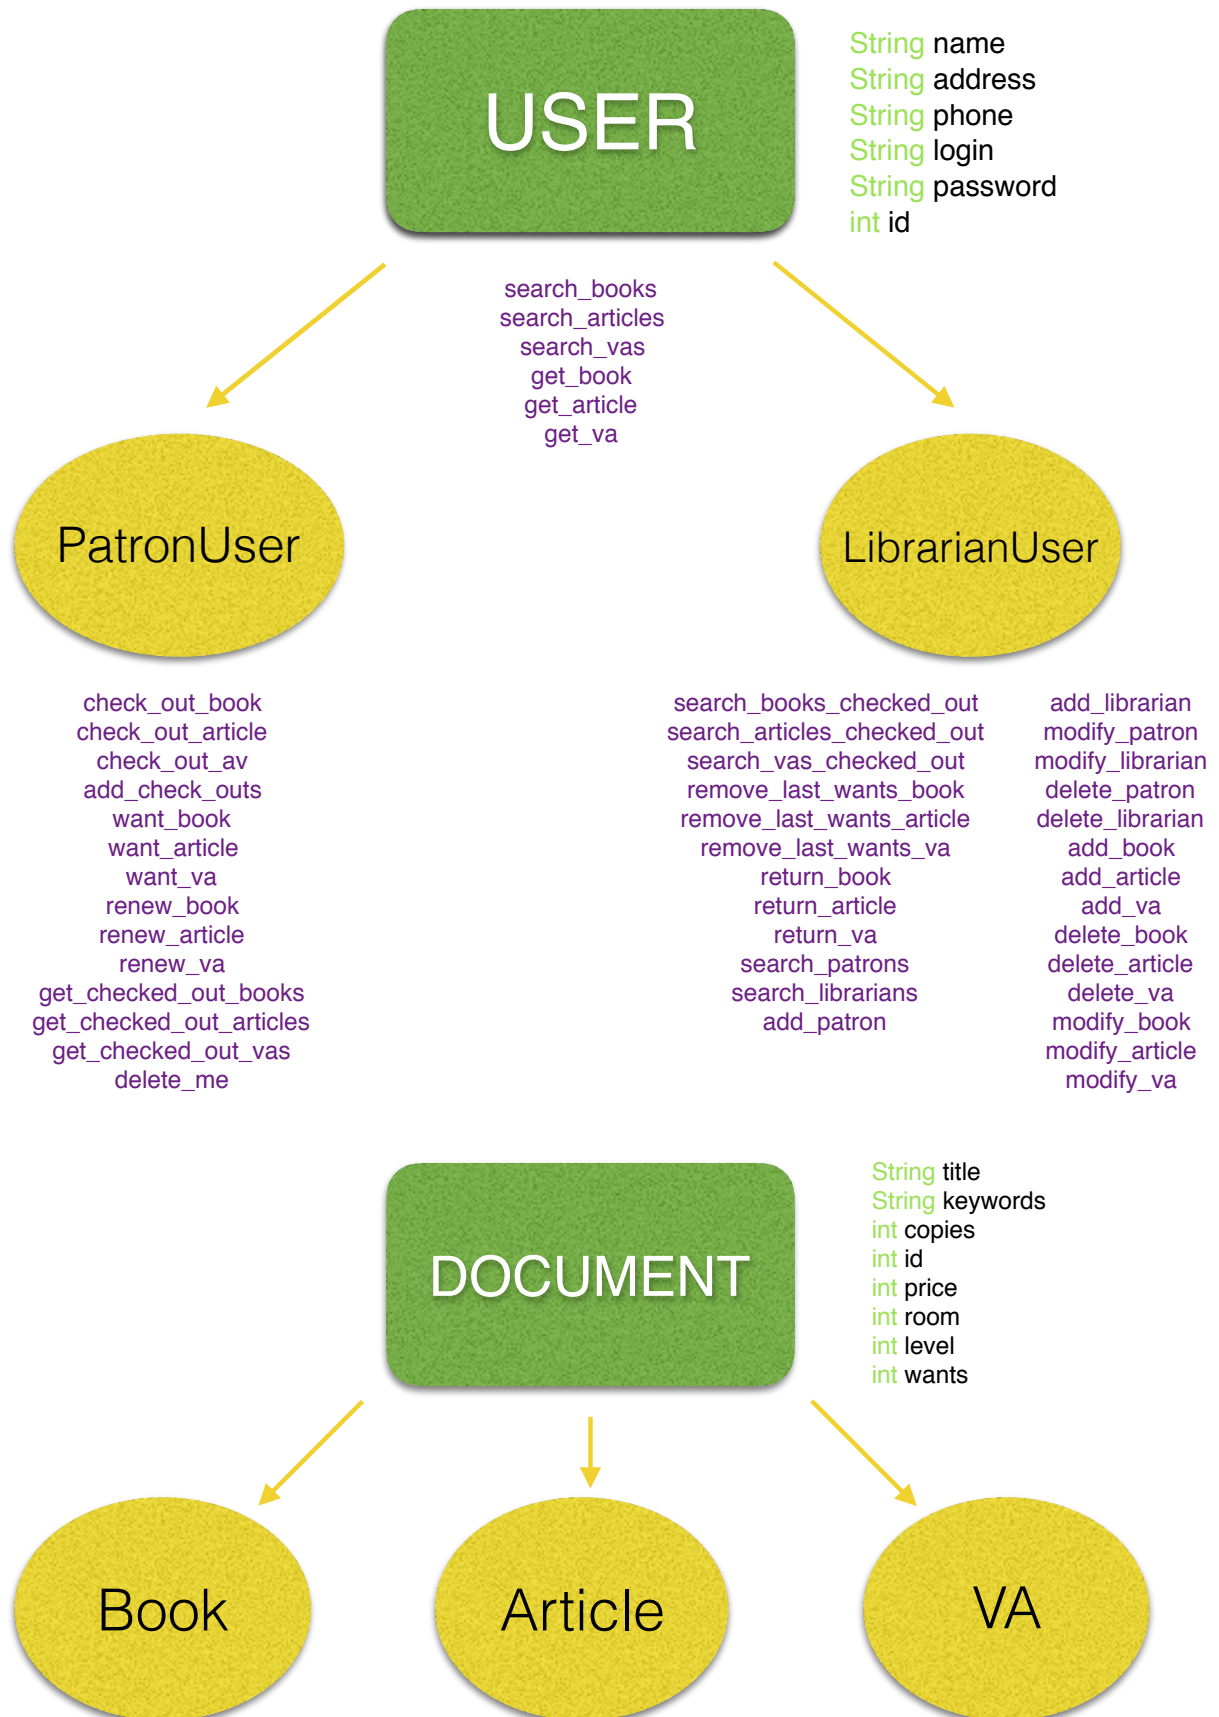 USER
String name
String address
String phone
String login
String password
int id
search_books
search_articles
search_vas
get_book
get_article
get_va
PatronUser
LibrarianUser
check_out_book
check_out_article
check_out_av
add_check_outs
want_book
want_article
want_va
renew_book
renew_article
renew_va
get_checked_out_books
get_checked_out_articles
get_checked_out_vas
delete_me
search_books_checked_out
search_articles_checked_out
search_vas_checked_out
remove_last_wants_book
remove_last_wants_article
remove_last_wants_va
return_book
return_article
return_va
search_patrons
search_librarians
add_patron
add_librarian
modify_patron
modify_librarian
delete_patron
delete_librarian
add_book
add_article
add_va
delete_book
delete_article
delete_va
modify_book
modify_article
modify_va
DOCUMENT
String title
String keywords
int copies
int id
int price
int room
int level
int wants
Book
Article
VA